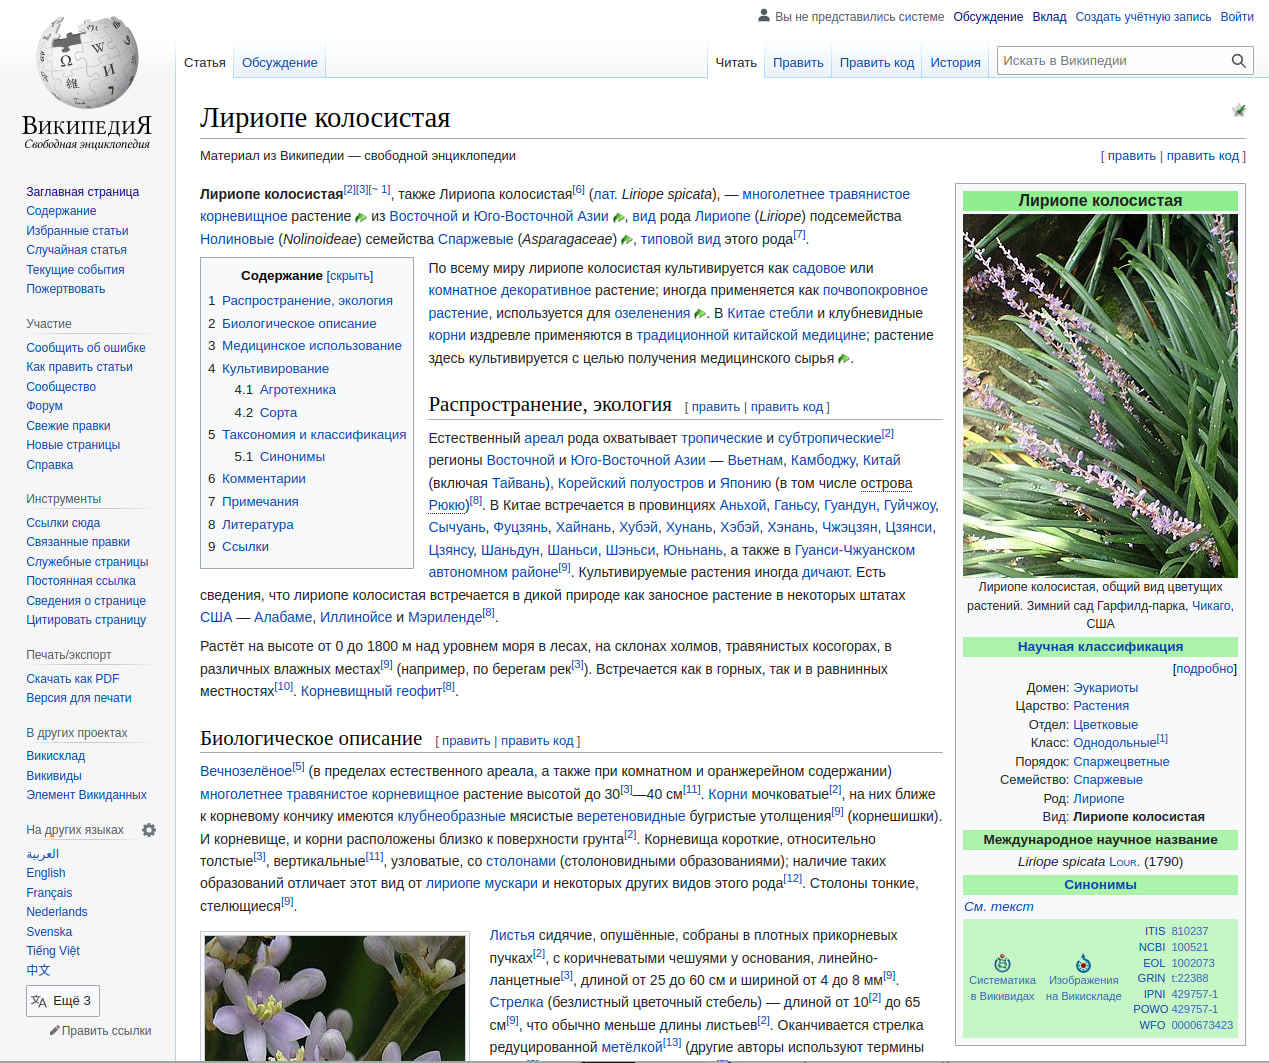 Вы не представились системе Обсуждение Вклад Создать учётную запись Войти
Статья Обсуждение Читать Править Править код История Искать в Википедии
ВИКИПЕДИЯ
Свободная энциклопедия
Заглавная страница
Содержание
Избранные статьи
Случайная статья
Текущие события
Пожертвовать
Участие
Сообщить об ошибке
Как править статьи
Сообщество
Форум
Свежие правки
Новые страницы
Справка
Инструменты
Ссылки сюда
Связанные правки
Служебные страницы
Постоянная ссылка
Сведения о странице
Цитировать страницу
Печать/экспорт
Скачать как PDF
Версия для печати
В других проектах
Викисклад
Викивиды
Элемент Викиданных
На других языках
العربية
English
Français
Nederlands
Svenska
Tiếng Việt
中文
Ещё 3
Править ссылки
Лириопе колосистая
Материал из Википедии — свободной энциклопедии [ править | править код ]
Лириопе колосистая[2][3][~ 1], также Лириопа колосистая[6] (лат. Liriope spicata), — многолетнее травянистое
корневищное растение из Восточной и Юго-Восточной Азии , вид рода Лириопе (Liriope) подсемейства
Нолиновые (Nolinoideae) семейства Спаржевые (Asparagaceae) , типовой вид этого рода[7].
Содержание [скрыть]
1 Распространение, экология
2 Биологическое описание
3 Медицинское использование
4 Культивирование
4.1 Агротехника
4.2 Сорта
5 Таксономия и классификация
5.1 Синонимы
6 Комментарии
7 Примечания
8 Литература
9 Ссылки
По всему миру лириопе колосистая культивируется как садовое или
комнатное декоративное растение; иногда применяется как почвопокровное
растение, используется для озеленения . В Китае стебли и клубневидные
корни издревле применяются в традиционной китайской медицине; растение
здесь культивируется с целью получения медицинского сырья .
Распространение, экология [ править | править код ]
Естественный ареал рода охватывает тропические и субтропические[2]
регионы Восточной и Юго-Восточной Азии — Вьетнам, Камбоджу, Китай
(включая Тайвань), Корейский полуостров и Японию (в том числе острова
Рюкю)[8]. В Китае встречается в провинциях Аньхой, Ганьсу, Гуандун, Гуйчжоу,
Сычуань, Фуцзянь, Хайнань, Хубэй, Хунань, Хэбэй, Хэнань, Чжэцзян, Цзянси,
Цзянсу, Шаньдун, Шаньси, Шэньси, Юньнань, а также в Гуанси-Чжуанском
автономном районе[9]. Культивируемые растения иногда дичают. Есть
сведения, что лириопе колосистая встречается в дикой природе как заносное растение в некоторых штатах
США — Алабаме, Иллинойсе и Мэриленде[8].
Растёт на высоте от 0 до 1800 м над уровнем моря в лесах, на склонах холмов, травянистых косогорах, в
различных влажных местах[9] (например, по берегам рек[3]). Встречается как в горных, так и в равнинных
местностях[10]. Корневищный геофит[8].
Биологическое описание [ править | править код ]
Вечнозелёное[5] (в пределах естественного ареала, а также при комнатном и оранжерейном содержании)
многолетнее травянистое корневищное растение высотой до 30[3]—40 см[11]. Корни мочковатые[2], на них ближе
к корневому кончику имеются клубнеобразные мясистые веретеновидные бугристые утолщения[9] (корнешишки).
И корневище, и корни расположены близко к поверхности грунта[2]. Корневища короткие, относительно
толстые[3], вертикальные[11], узловатые, со столонами (столоновидными образованиями); наличие таких
образований отличает этот вид от лириопе мускари и некоторых других видов этого рода[12]. Столоны тонкие,
стелющиеся[9].
Листья сидячие, опушённые, собраны в плотных прикорневых
пучках[2], с коричневатыми чешуями у основания, линейно-
ланцетные[3], длиной от 25 до 60 см и шириной от 4 до 8 мм[9].
Стрелка (безлистный цветочный стебель) — длиной от 10[2] до 65
см[9], что обычно меньше длины листьев[2]. Оканчивается стрелка
редуцированной метёлкой[13] (другие авторы используют термины
Лириопе колосистая
Лириопе колосистая, общий вид цветущих
растений. Зимний сад Гарфилд-парка, Чикаго,
США
Научная классификация
[подробно]
Домен: Эукариоты
Царство: Растения
Отдел: Цветковые
Класс: Однодольные[1]
Порядок: Спаржецветные
Семейство: Спаржевые
Род: Лириопе
Вид: Лириопе колосистая
Международное научное название
Liriope spicata Lour. (1790)
Синонимы
См. текст
Систематика
в Викивидах
Изображения
на Викискладе
ITIS 810237
NCBI 100521
EOL 1002073
GRIN t:22388
IPNI 429757-1
POWO 429757-1
WFO 0000673423